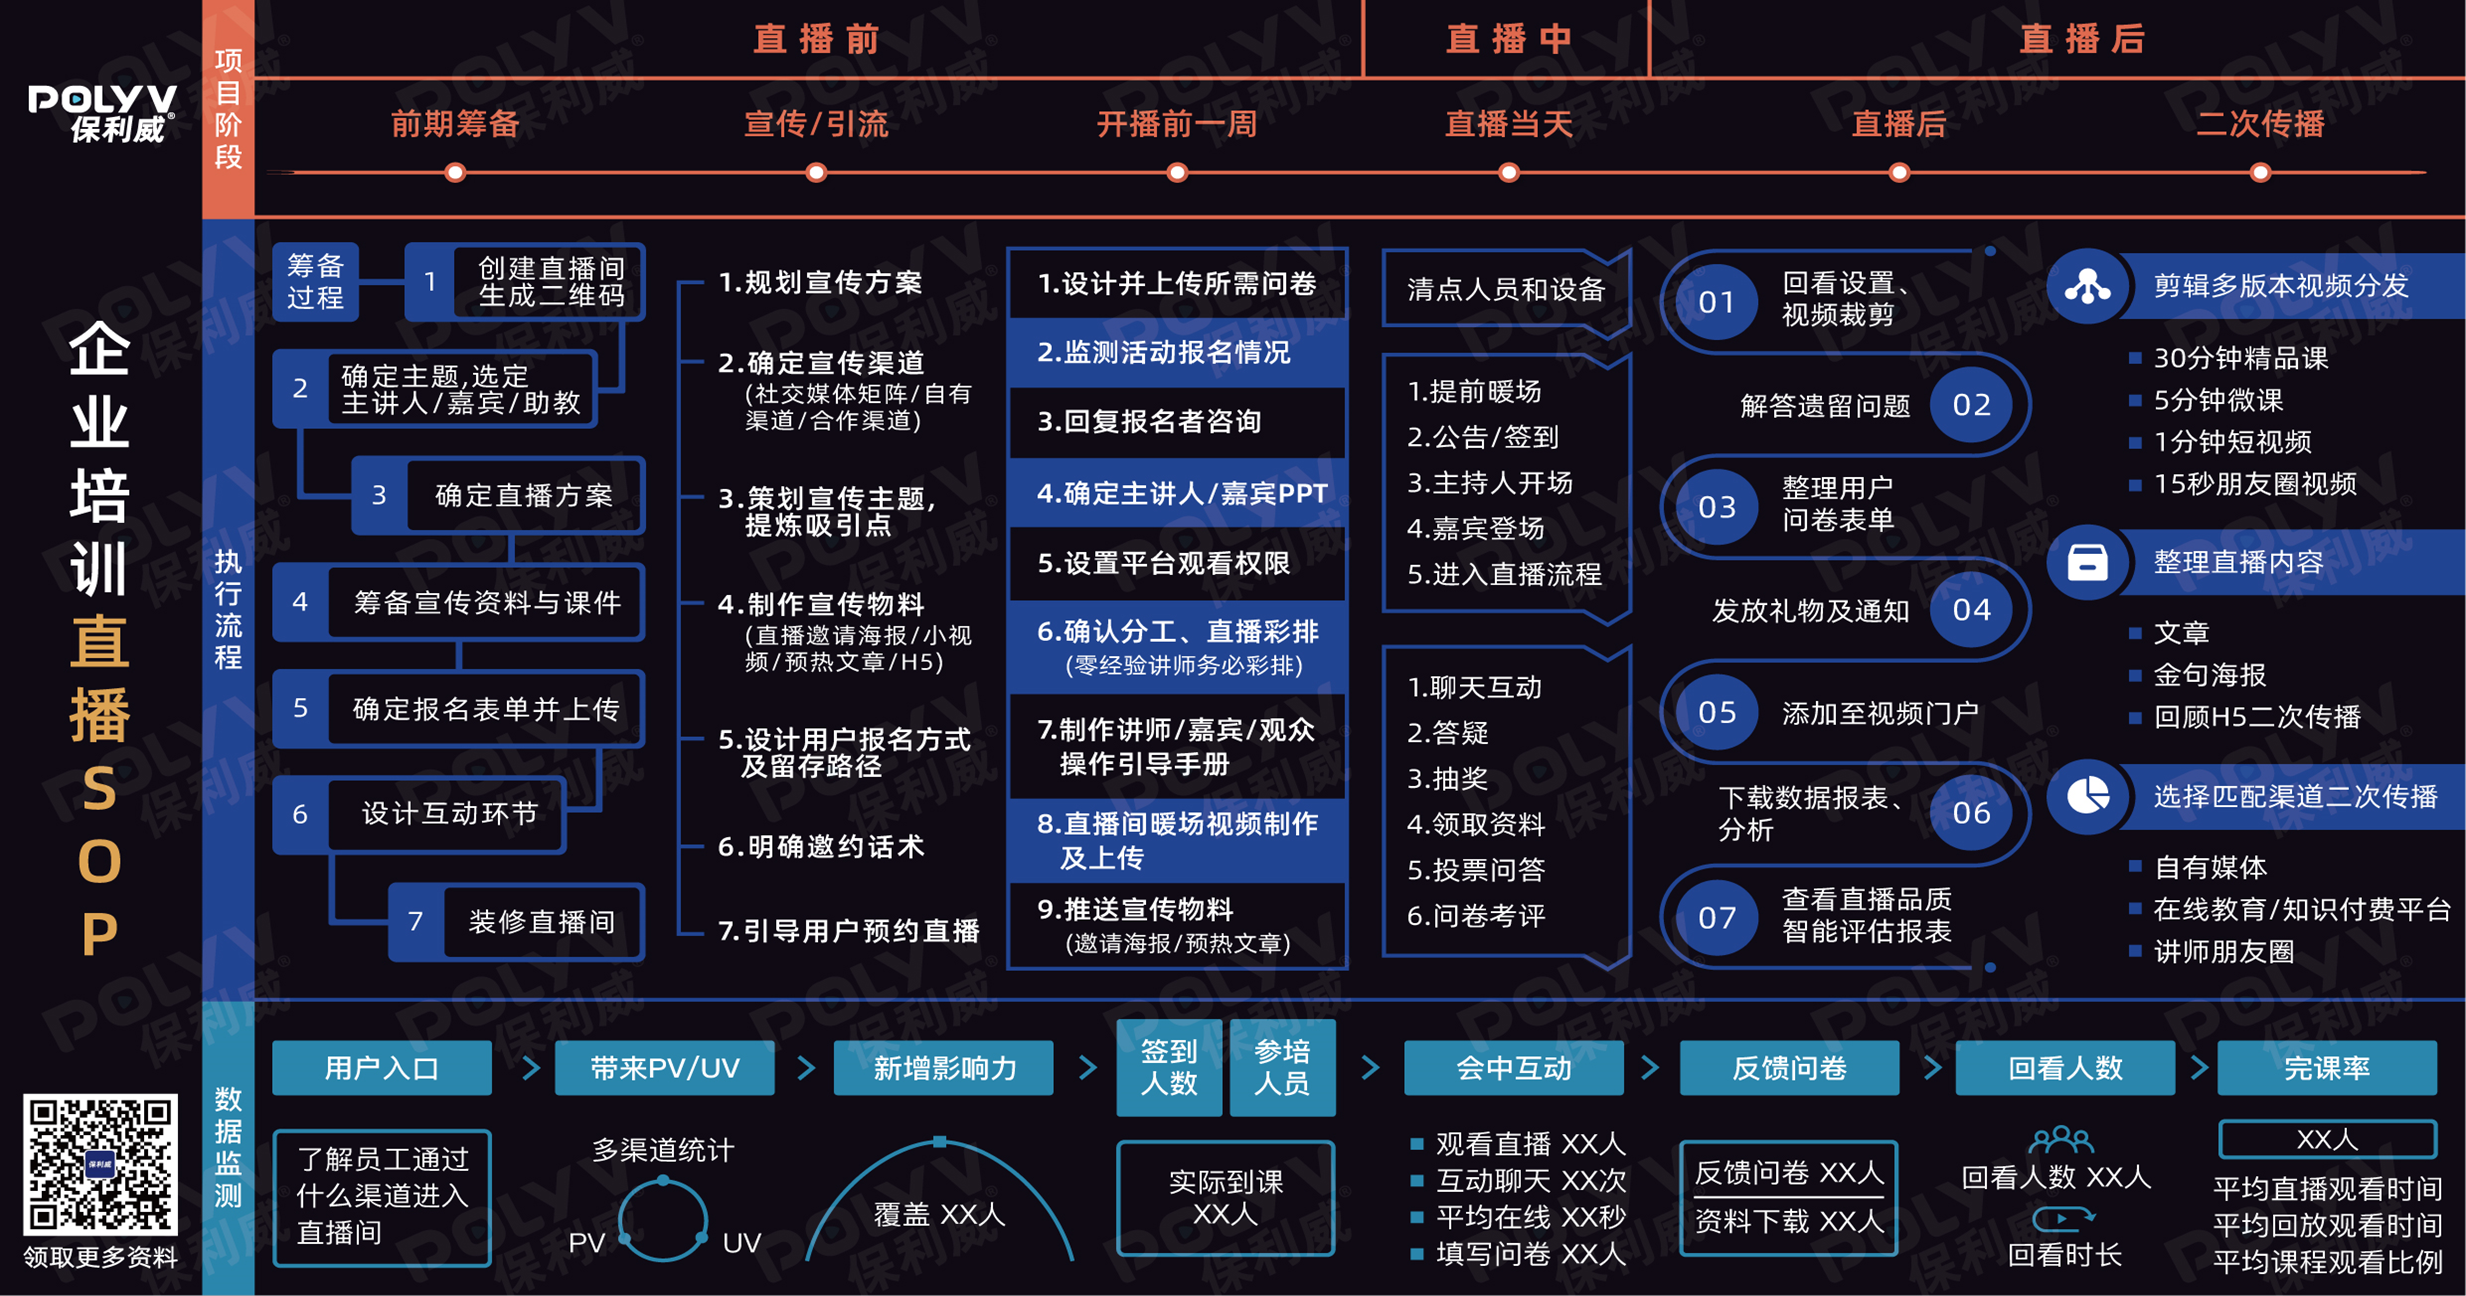 POLYV
保利威®
企业培训直播SOP
领取更多资料
保利威
项目阶段
直播前
直播中
直播后
前期筹备
宣传/引流
开播前一周
直播当天
直播后
二次传播
执行流程
筹备
过程
1
创建直播间
生成二维码
2
确定主题,选定
主讲人/嘉宾/助教
3
确定直播方案
4
筹备宣传资料与课件
5
确定报名表单并上传
6
设计互动环节
7
装修直播间
1.规划宣传方案
2.确定宣传渠道
(社交媒体矩阵/自有
渠道/合作渠道)
3.策划宣传主题,
提炼吸引点
4.制作宣传物料
(直播邀请海报/小视
频/预热文章/H5)
5.设计用户报名方式
及留存路径
6.明确邀约话术
7.引导用户预约直播
1.设计并上传所需问卷
2.监测活动报名情况
3.回复报名者咨询
4.确定主讲人/嘉宾PPT
5.设置平台观看权限
6.确认分工、直播彩排
(零经验讲师务必彩排)
7.制作讲师/嘉宾/观众
操作引导手册
8.直播间暖场视频制作
及上传
9.推送宣传物料
(邀请海报/预热文章)
清点人员和设备
1.提前暖场
2.公告/签到
3.主持人开场
4.嘉宾登场
5.进入直播流程
1.聊天互动
2.答疑
3.抽奖
4.领取资料
5.投票问答
6.问卷考评
01
回看设置、
视频裁剪
解答遗留问题
02
03
整理用户
问卷表单
发放礼物及通知
04
05
添加至视频门户
下载数据报表、
分析
06
07
查看直播品质
智能评估报表
剪辑多版本视频分发
30分钟精品课
5分钟微课
1分钟短视频
15秒朋友圈视频
整理直播内容
文章
金句海报
回顾H5二次传播
选择匹配渠道二次传播
自有媒体
在线教育/知识付费平台
讲师朋友圈
数据监测
用户入口
带来PV/UV
新增影响力
签到
人数
参培
人员
会中互动
反馈问卷
回看人数
完课率
了解员工通过
什么渠道进入
直播间
多渠道统计
PV
UV
覆盖 XX人
实际到课
XX人
观看直播 XX人
互动聊天 XX次
平均在线 XX秒
填写问卷 XX人
反馈问卷 XX人
资料下载 XX人
回看人数 XX人
回看时长
XX人
平均直播观看时间
平均回放观看时间
平均课程观看比例